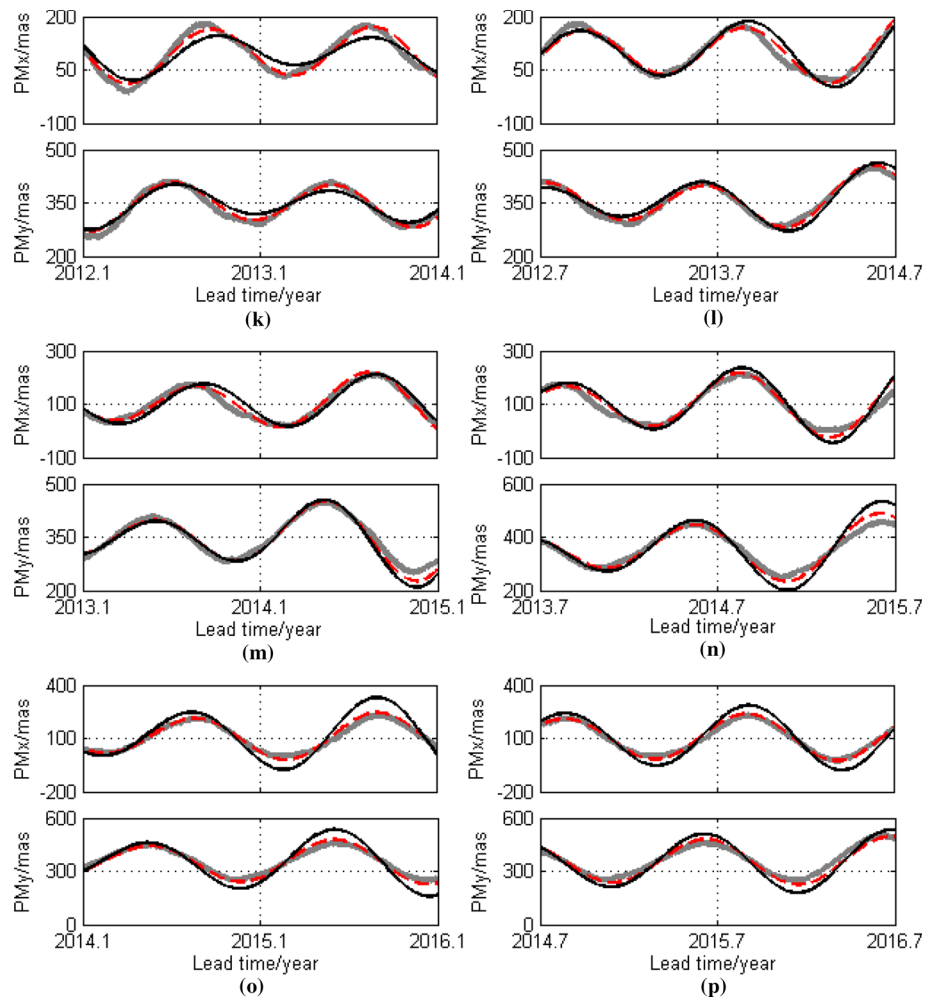 PMx/mas
200
50
-100
PMy/mas
500
350
200
2012.1 2013.1 2014.1
Lead time/year
(k)
PMx/mas
200
50
-100
PMy/mas
500
350
200
2012.7 2013.7 2014.7
Lead time/year
(l)
PMx/mas
300
100
-100
PMy/mas
500
350
200
2013.1 2014.1 2015.1
Lead time/year
(m)
PMx/mas
300
100
-100
PMy/mas
600
400
200
2013.7 2014.7 2015.7
Lead time/year
(n)
PMx/mas
400
100
-200
PMy/mas
600
300
0
2014.1 2015.1 2016.1
Lead time/year
(o)
PMx/mas
400
100
-200
PMy/mas
600
300
0
2014.7 2015.7 2016.7
Lead time/year
(p)